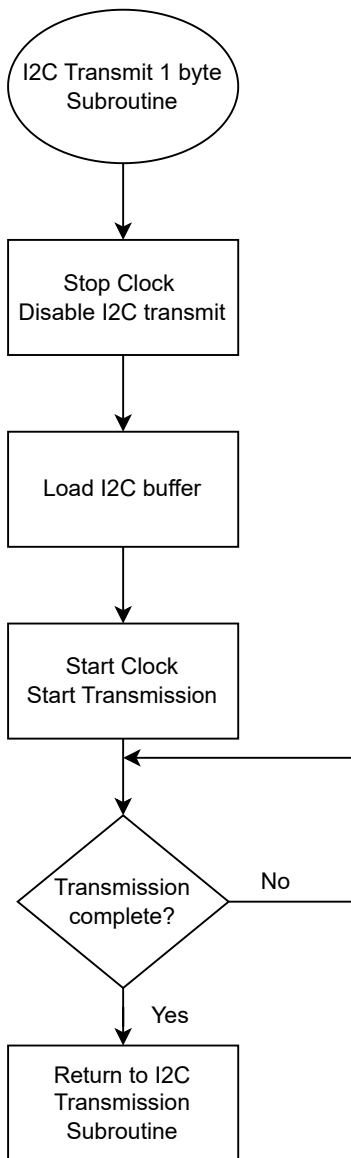 I2C Transmit 1 byte
Subroutine
Stop Clock
Disable I2C transmit
Load I2C buffer
Start Clock
Start Transmission
Transmission
complete?
No
Yes
Return to I2C
Transmission
Subroutine